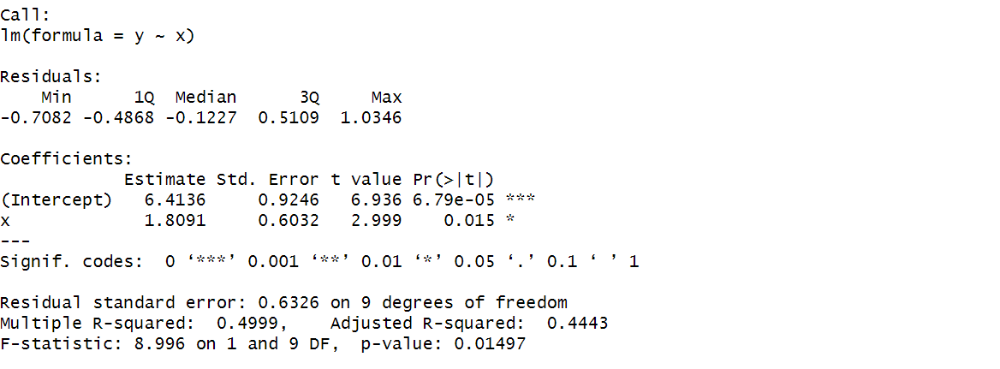 Call:
lm(formula = y ~ x)

Residuals:
    Min      1Q  Median      3Q     Max
-0.7082 -0.4868 -0.1227  0.5109  1.0346

Coefficients:
            Estimate Std. Error t value Pr(>|t|)
(Intercept)   6.4136     0.9246   6.936 6.79e-05 ***
x             1.8091     0.6032   2.999    0.015 *
---
Signif. codes:  0 ‘***’ 0.001 ‘**’ 0.01 ‘*’ 0.05 ‘.’ 0.1 ‘ ’ 1

Residual standard error: 0.6326 on 9 degrees of freedom
Multiple R-squared:  0.4999,    Adjusted R-squared:  0.4443
F-statistic: 8.996 on 1 and 9 DF,  p-value: 0.01497